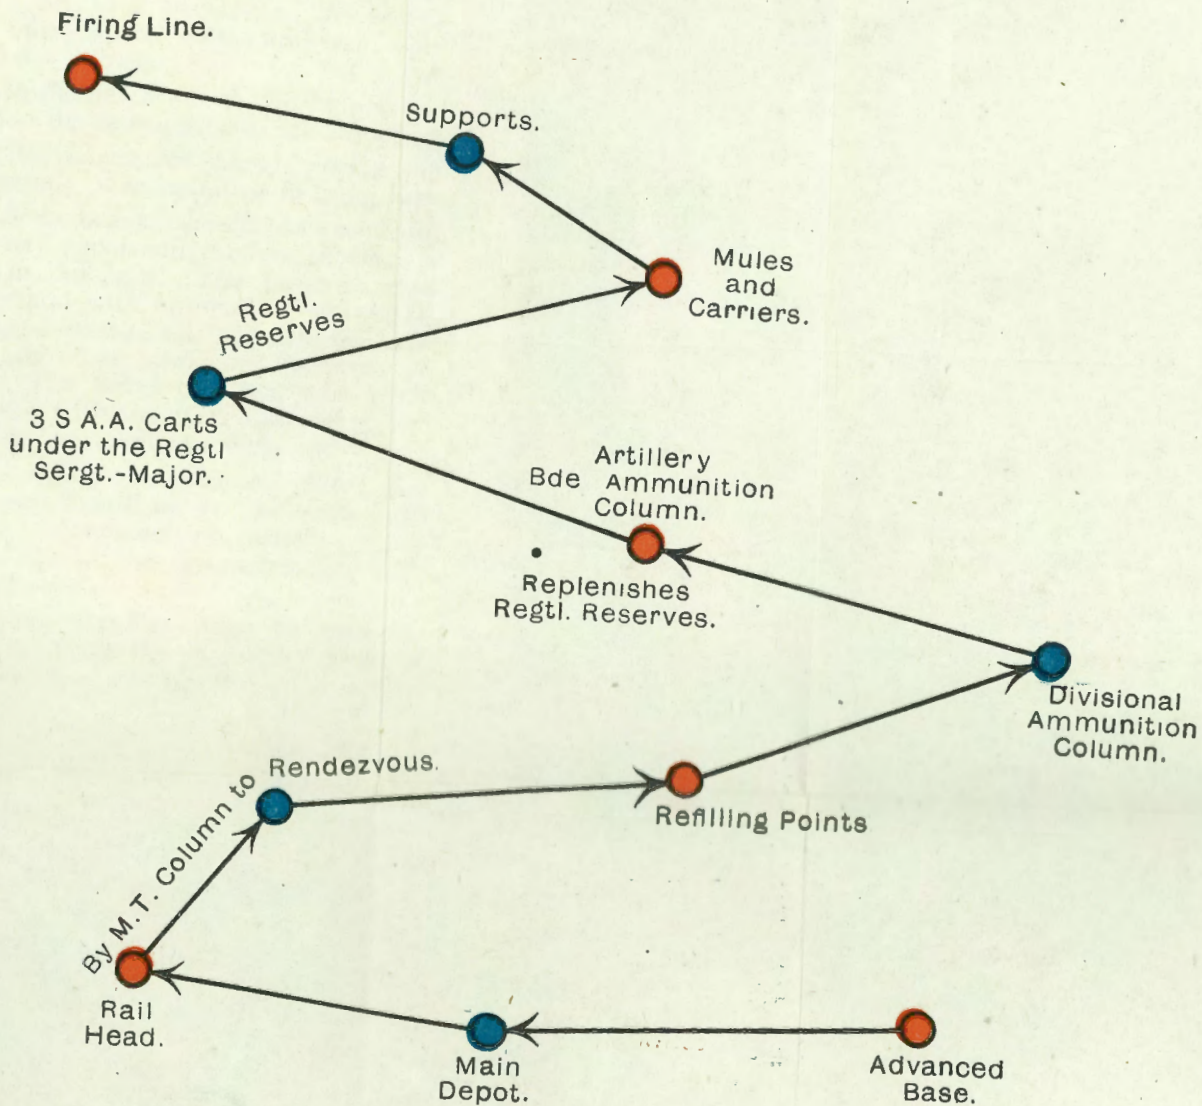 Firing Line.
Supports.
Mules
and
Carriers.
Regtl.
Reserves
3 S A.A. Carts
under the Regtl
Sergt.-Major.
Artillery
Bde Ammunition
Column.
Replenishes
Regtl. Reserves.
Divisional
Ammunition
Column.
Rendezvous.
By M.T. Column to
Refilling Points
Rail
Head.
Main
Depot.
Advanced
Base.